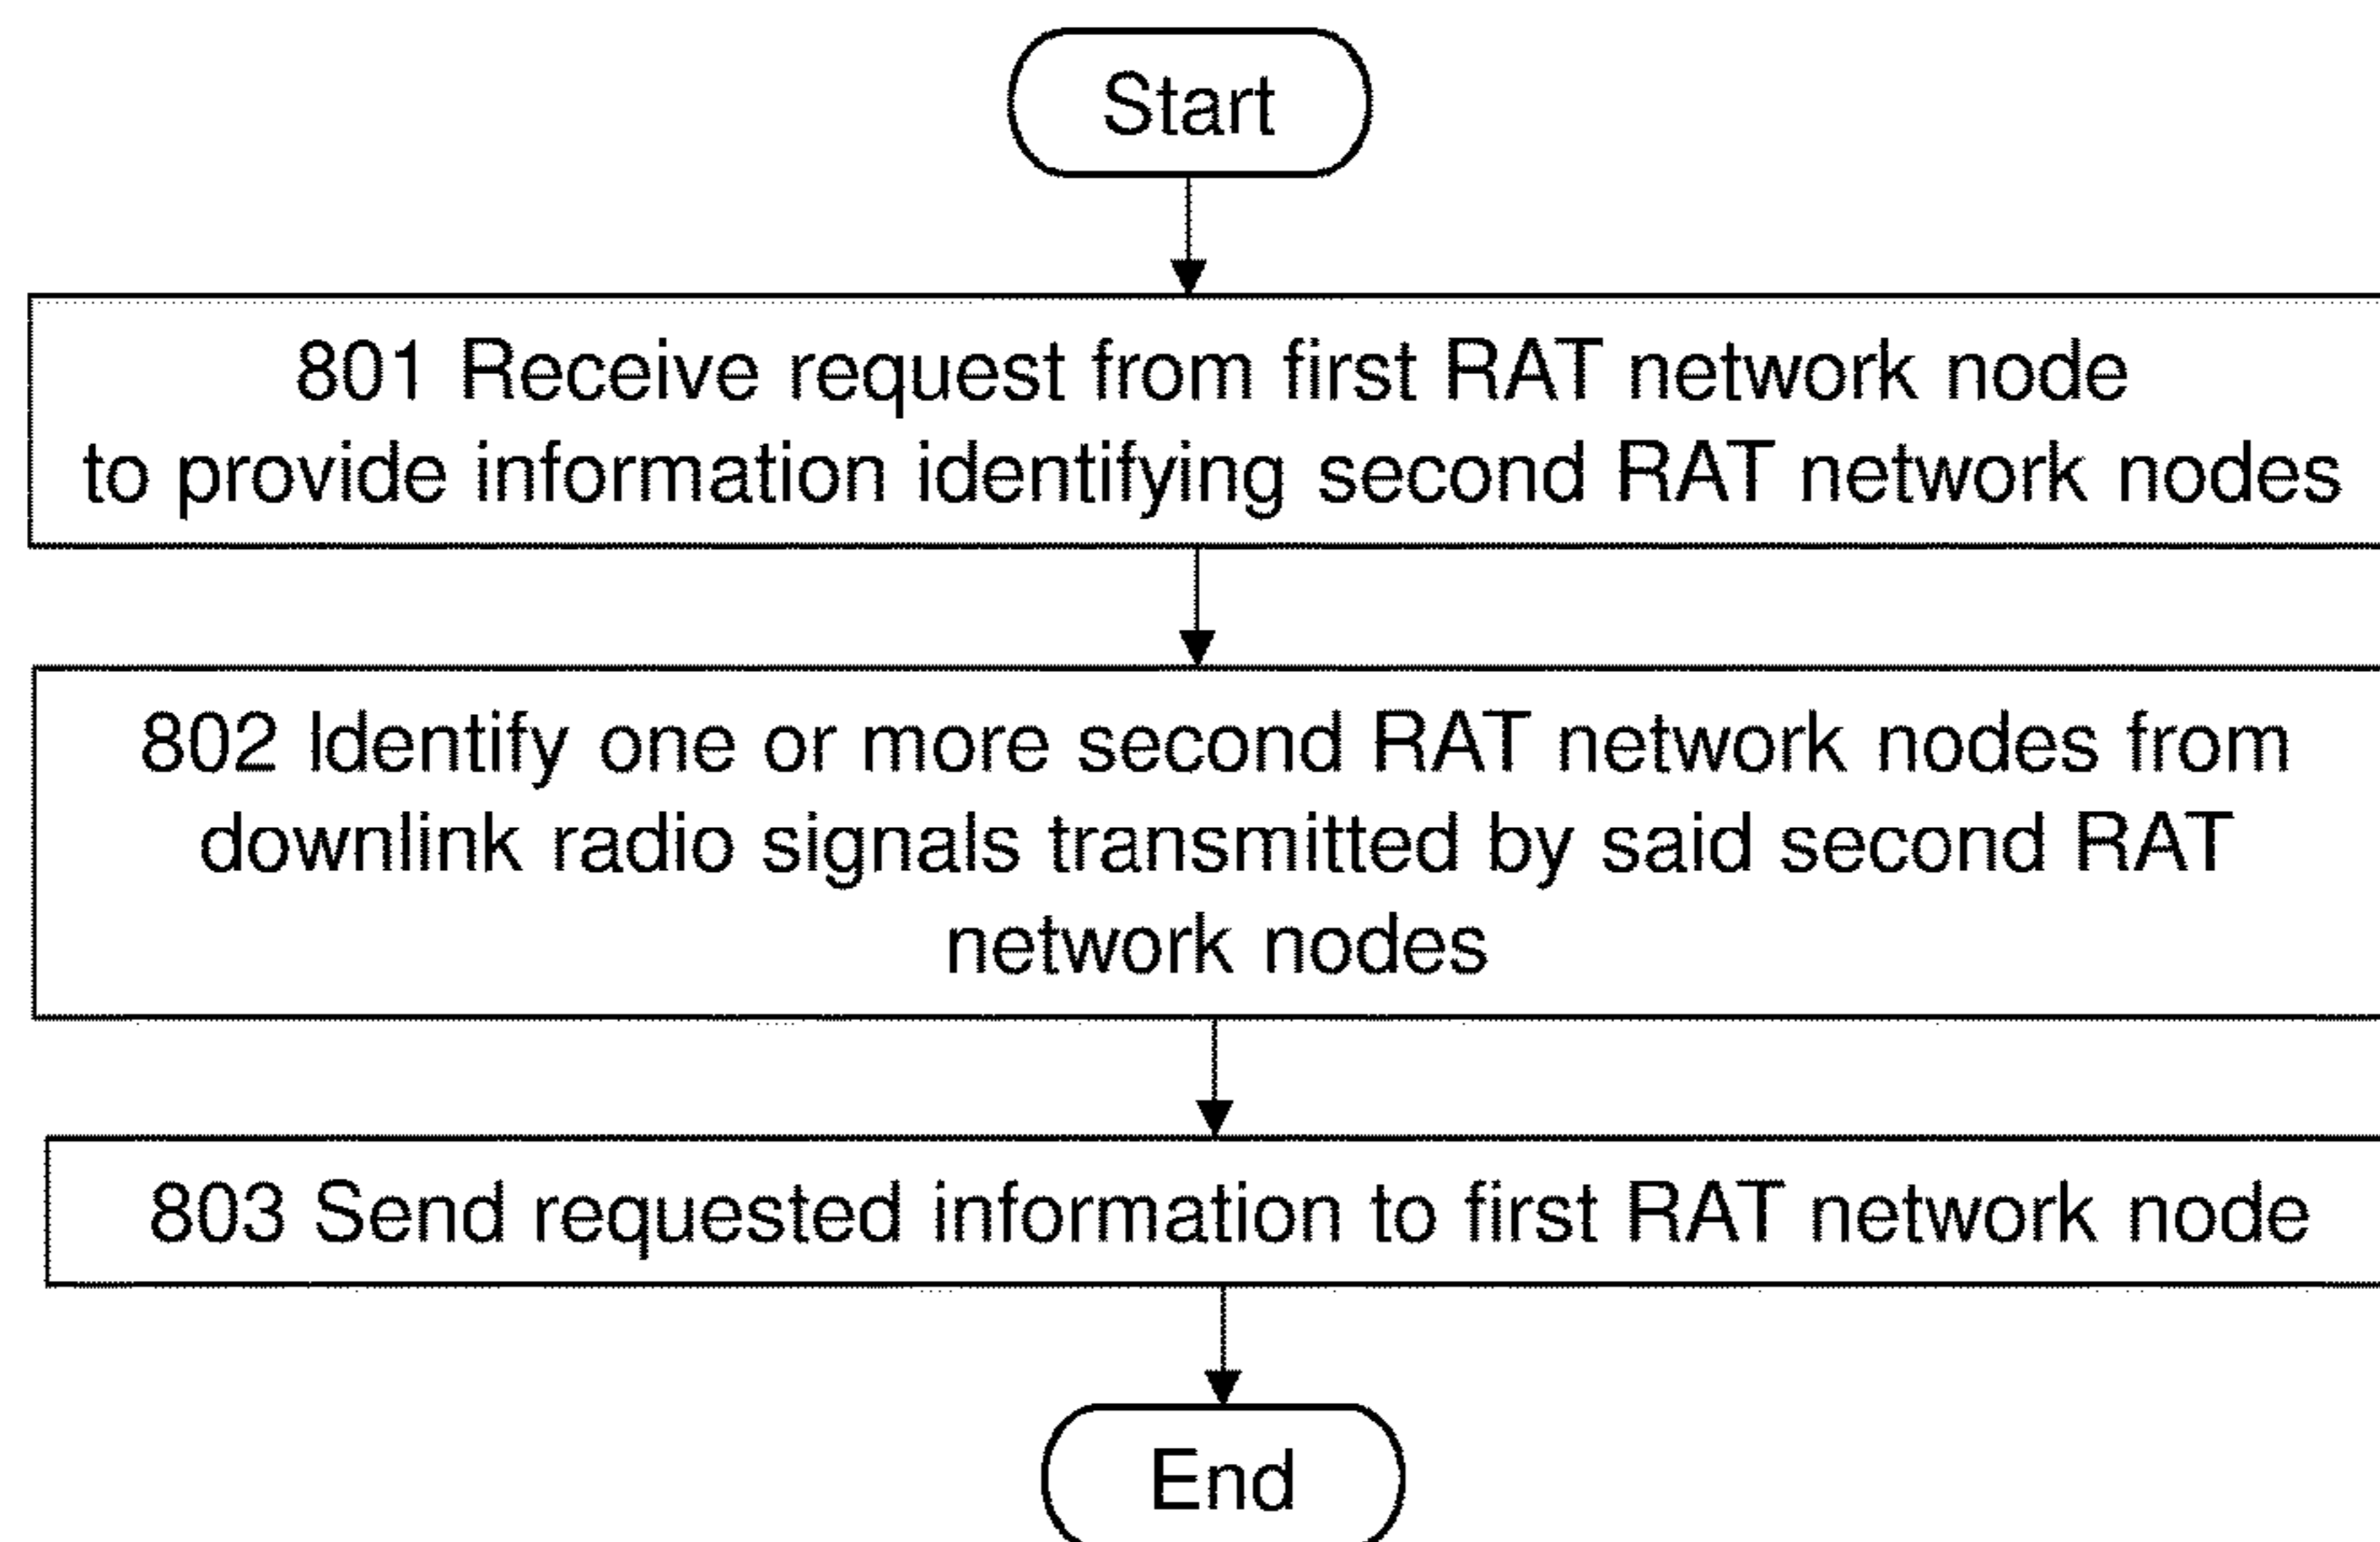 Start
801 Receive request from first RAT network node
to provide information identifying second RAT network nodes
802 Identify one or more second RAT network nodes from
downlink radio signals transmitted by said second RAT
network nodes
803 Send requested information to first RAT network node
End